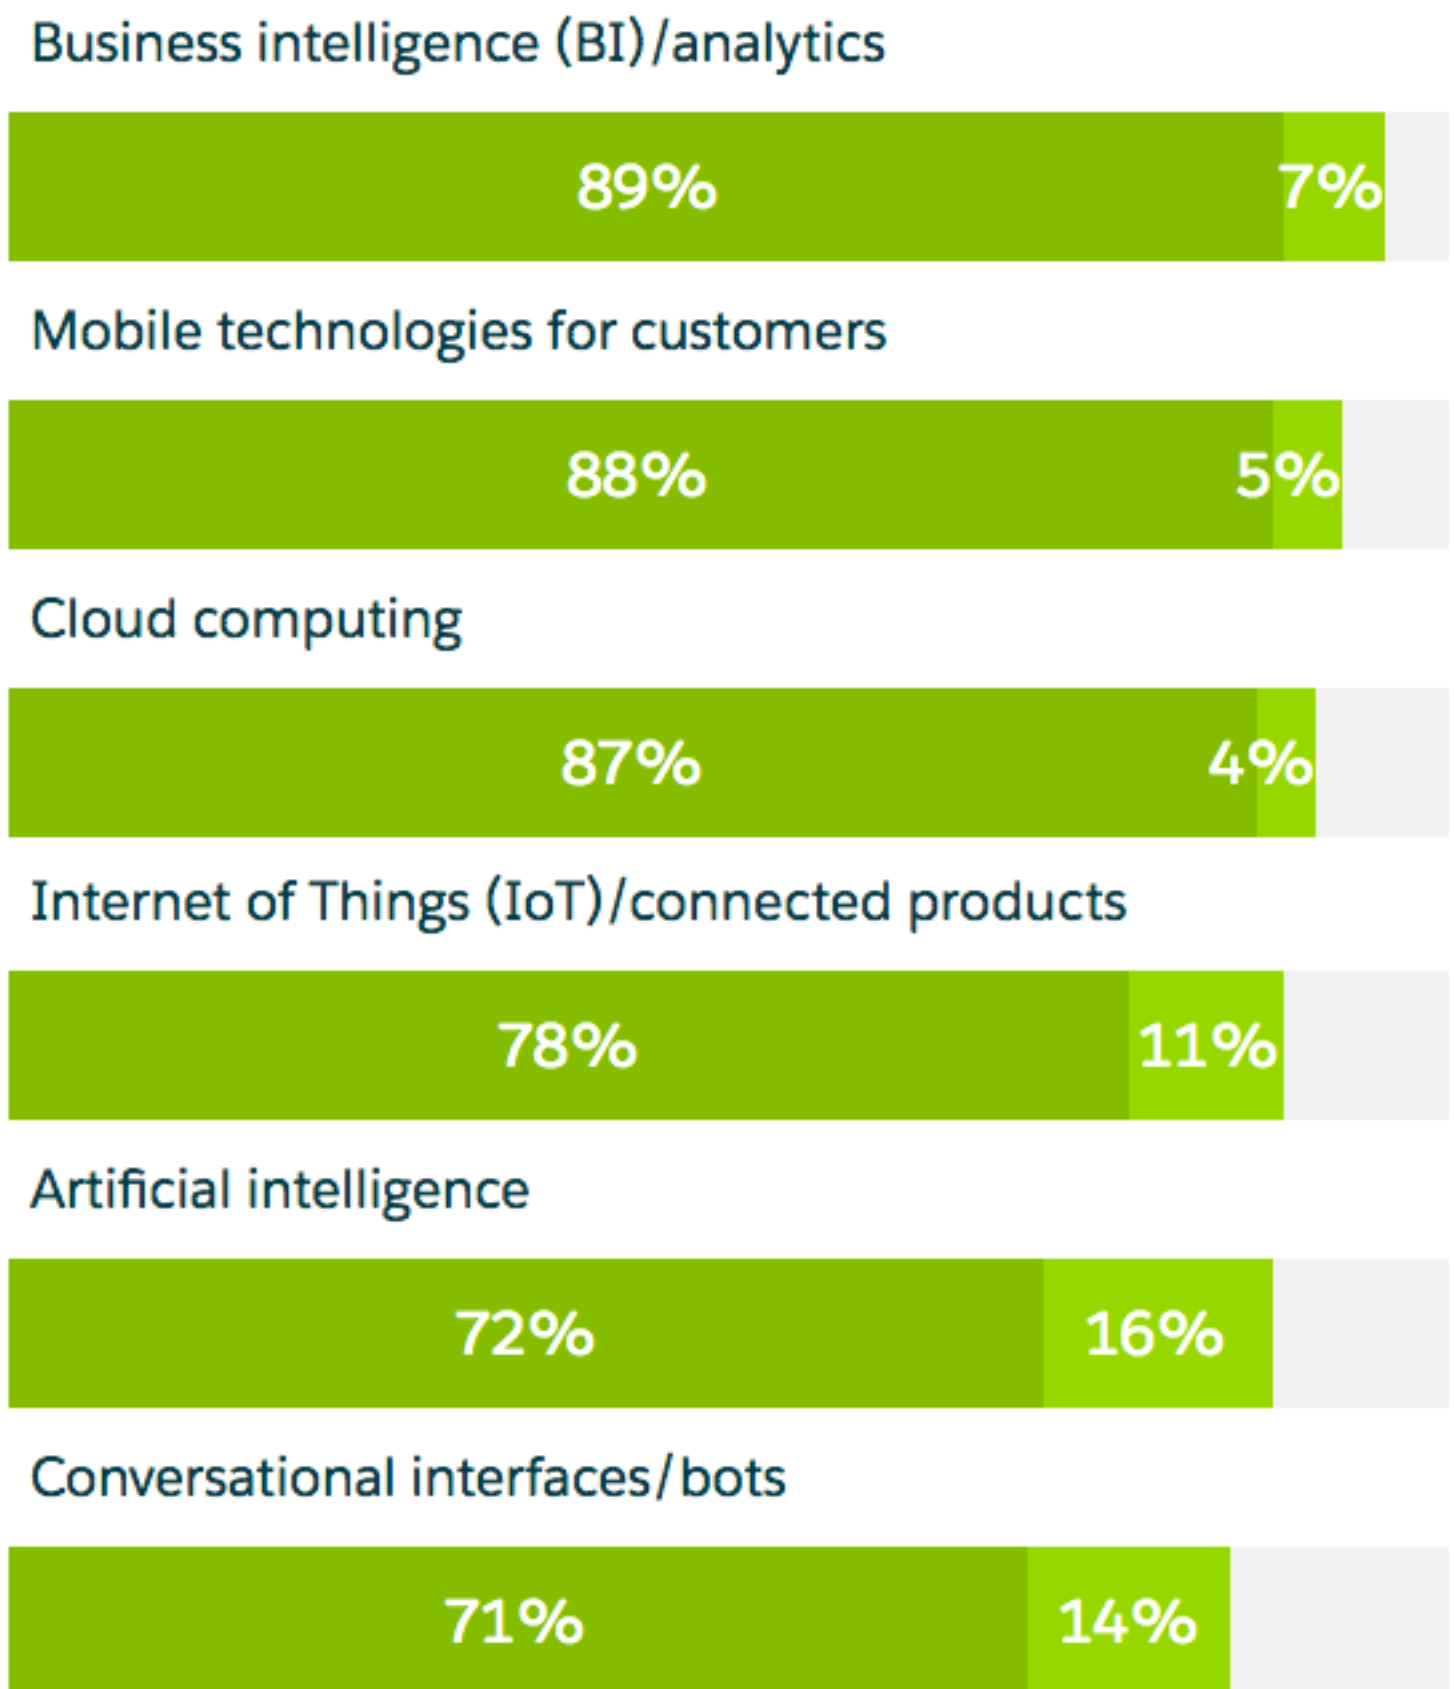 Business intelligence (BI)/analytics
89% 7%
Mobile technologies for customers
88% 5%
Cloud computing
87% 4%
Internet of Things (IoT)/connected products
78% 11%
Artificial intelligence
72% 16%
Conversational interfaces/bots
71% 14%